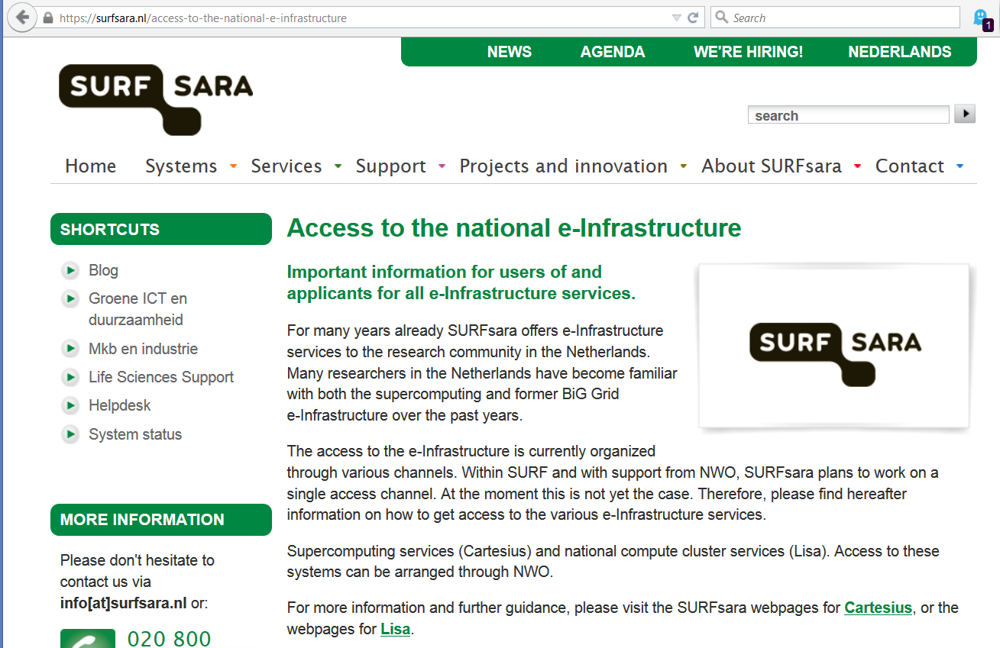 https://surfsara.nl/access-to-the-national-e-infrastructure
Search
1
NEWS AGENDA WE'RE HIRING! NEDERLANDS
SURF SARA
search
Home Systems Services Support Projects and innovation About SURFsara Contact
SHORTCUTS
Blog
Groene ICT en
duurzaamheid
Mkb en industrie
Life Sciences Support
Helpdesk
System status
MORE INFORMATION
Please don't hesitate to
contact us via
info[at]surfsara.nl or:
020 800
Access to the national e-Infrastructure
Important information for users of and
applicants for all e-Infrastructure services.
SURF SARA
For many years already SURFsara offers e-Infrastructure
services to the research community in the Netherlands.
Many researchers in the Netherlands have become familiar
with both the supercomputing and former BiG Grid
e-Infrastructure over the past years.
The access to the e-Infrastructure is currently organized
through various channels. Within SURF and with support from NWO, SURFsara plans to work on a
single access channel. At the moment this is not yet the case. Therefore, please find hereafter
information on how to get access to the various e-Infrastructure services.
Supercomputing services (Cartesius) and national compute cluster services (Lisa). Access to these
systems can be arranged through NWO.
For more information and further guidance, please visit the SURFsara webpages for Cartesius, or the
webpages for Lisa.